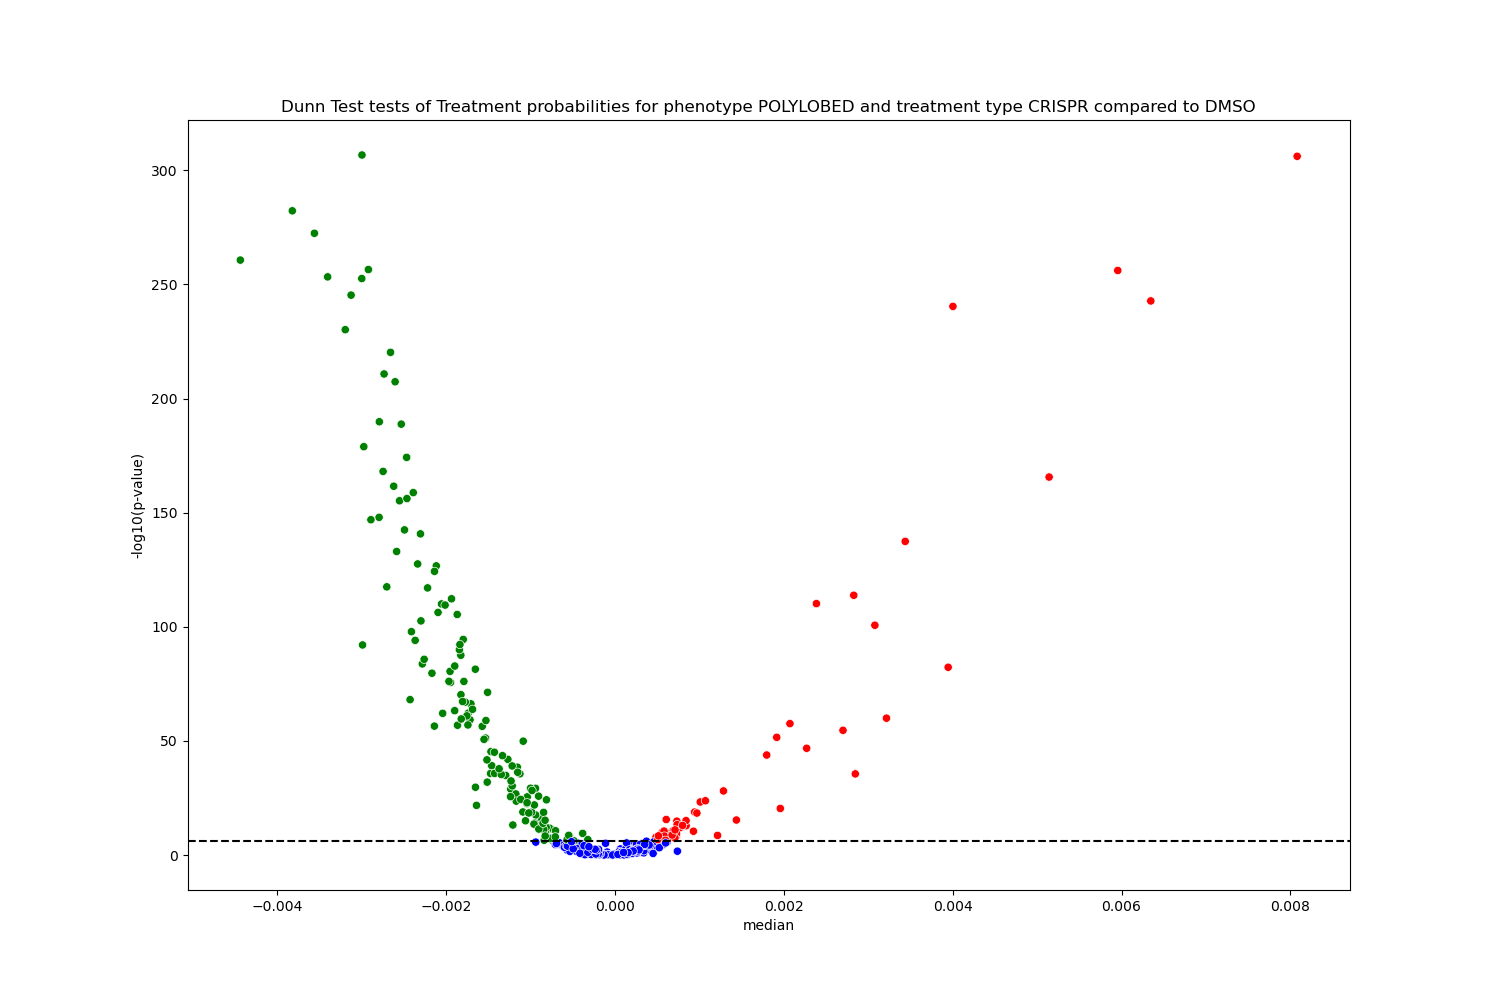 Dunn Test tests of Treatment probabilities for phenotype POLYLOBED and treatment type CRISPR compared to DMSO
300
250
200
150
100
50
0
-log10(p-value)
−0.004 −0.002 0.000 0.002 0.004 0.006 0.008
median